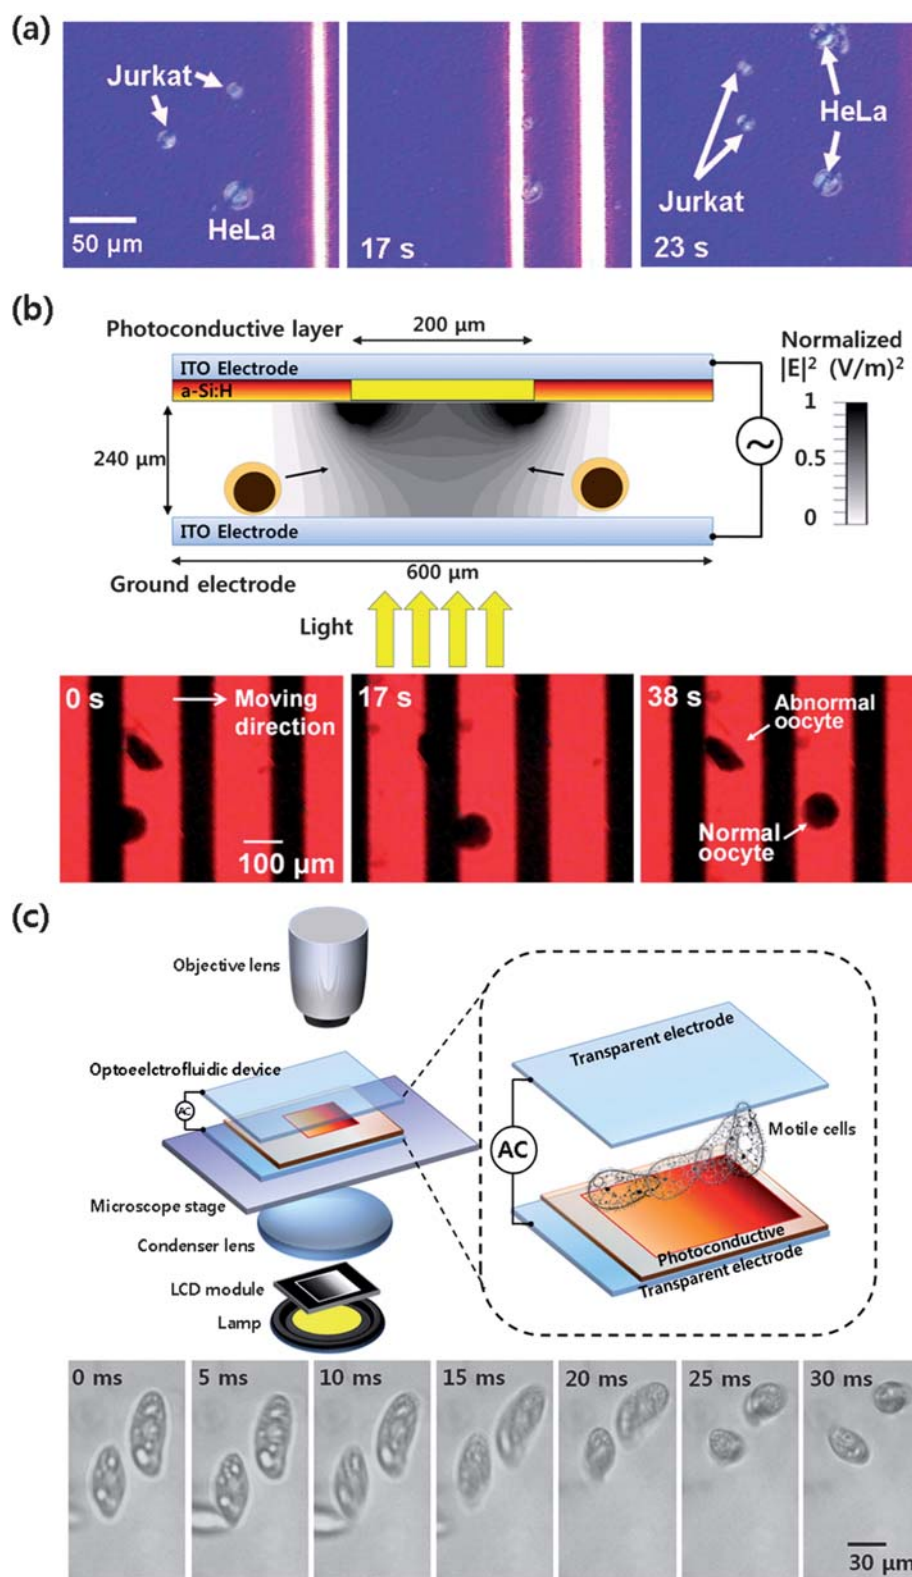 (a)
Jurkat
HeLa
50 μm
17 s
HeLa
Jurkat
23 s
(b)
Photoconductive layer
200 μm
ITO Electrode
a-Si:H
240 μm
ITO Electrode
Ground electrode
600 μm
Normalized
|E|² (V/m)²
1
0.5
0
~
Light
0 s
Moving
direction
100 μm
17 s
38 s
Abnormal
oocyte
Normal
oocyte
(c)
Objective lens
Optoeelctrofluidic device
AC
Microscope stage
Condenser lens
LCD module
Lamp
Transparent electrode
Motile cells
AC
Photoconductive
Transparent electrode
0 ms
5 ms
10 ms
15 ms
20 ms
25 ms
30 ms
30 μm